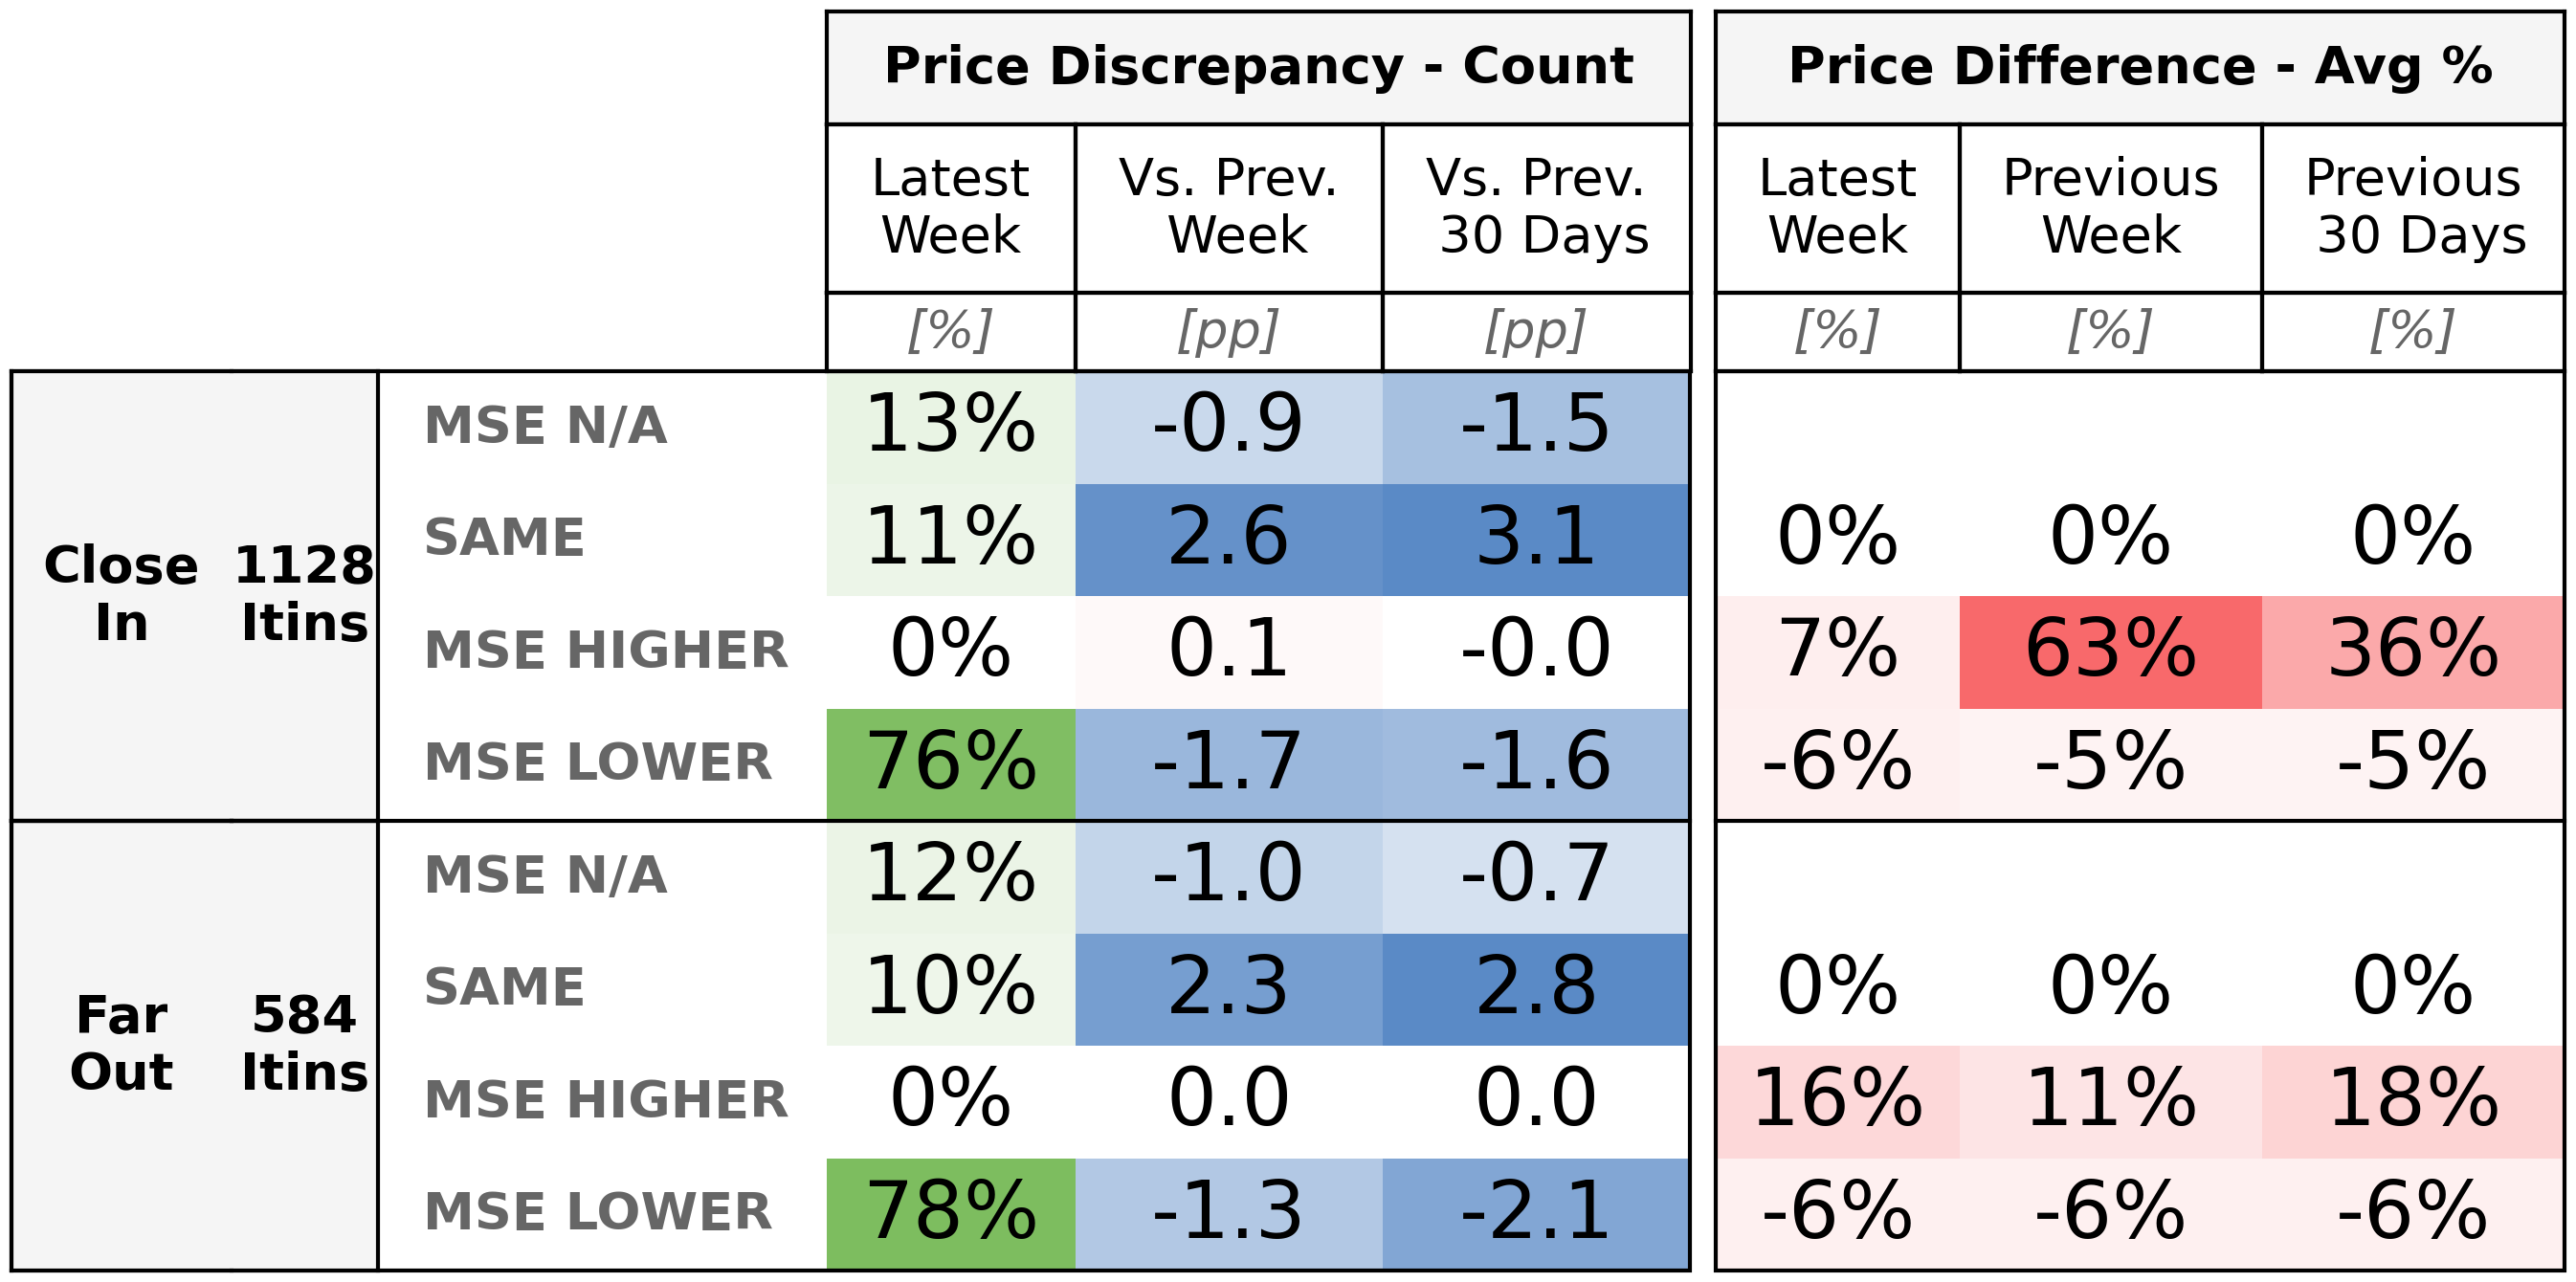 Price Discrepancy - Count Price Difference - Avg %
Latest Week Vs. Prev. Week Vs. Prev. 30 Days Latest Week Previous Week Previous 30 Days
[%] [pp] [pp] [%] [%] [%]
Close In 1128 Itins
MSE N/A 13% -0.9 -1.5
SAME 11% 2.6 3.1 0% 0% 0%
MSE HIGHER 0% 0.1 -0.0 7% 63% 36%
MSE LOWER 76% -1.7 -1.6 -6% -5% -5%
Far Out 584 Itins
MSE N/A 12% -1.0 -0.7
SAME 10% 2.3 2.8 0% 0% 0%
MSE HIGHER 0% 0.0 0.0 16% 11% 18%
MSE LOWER 78% -1.3 -2.1 -6% -6% -6%